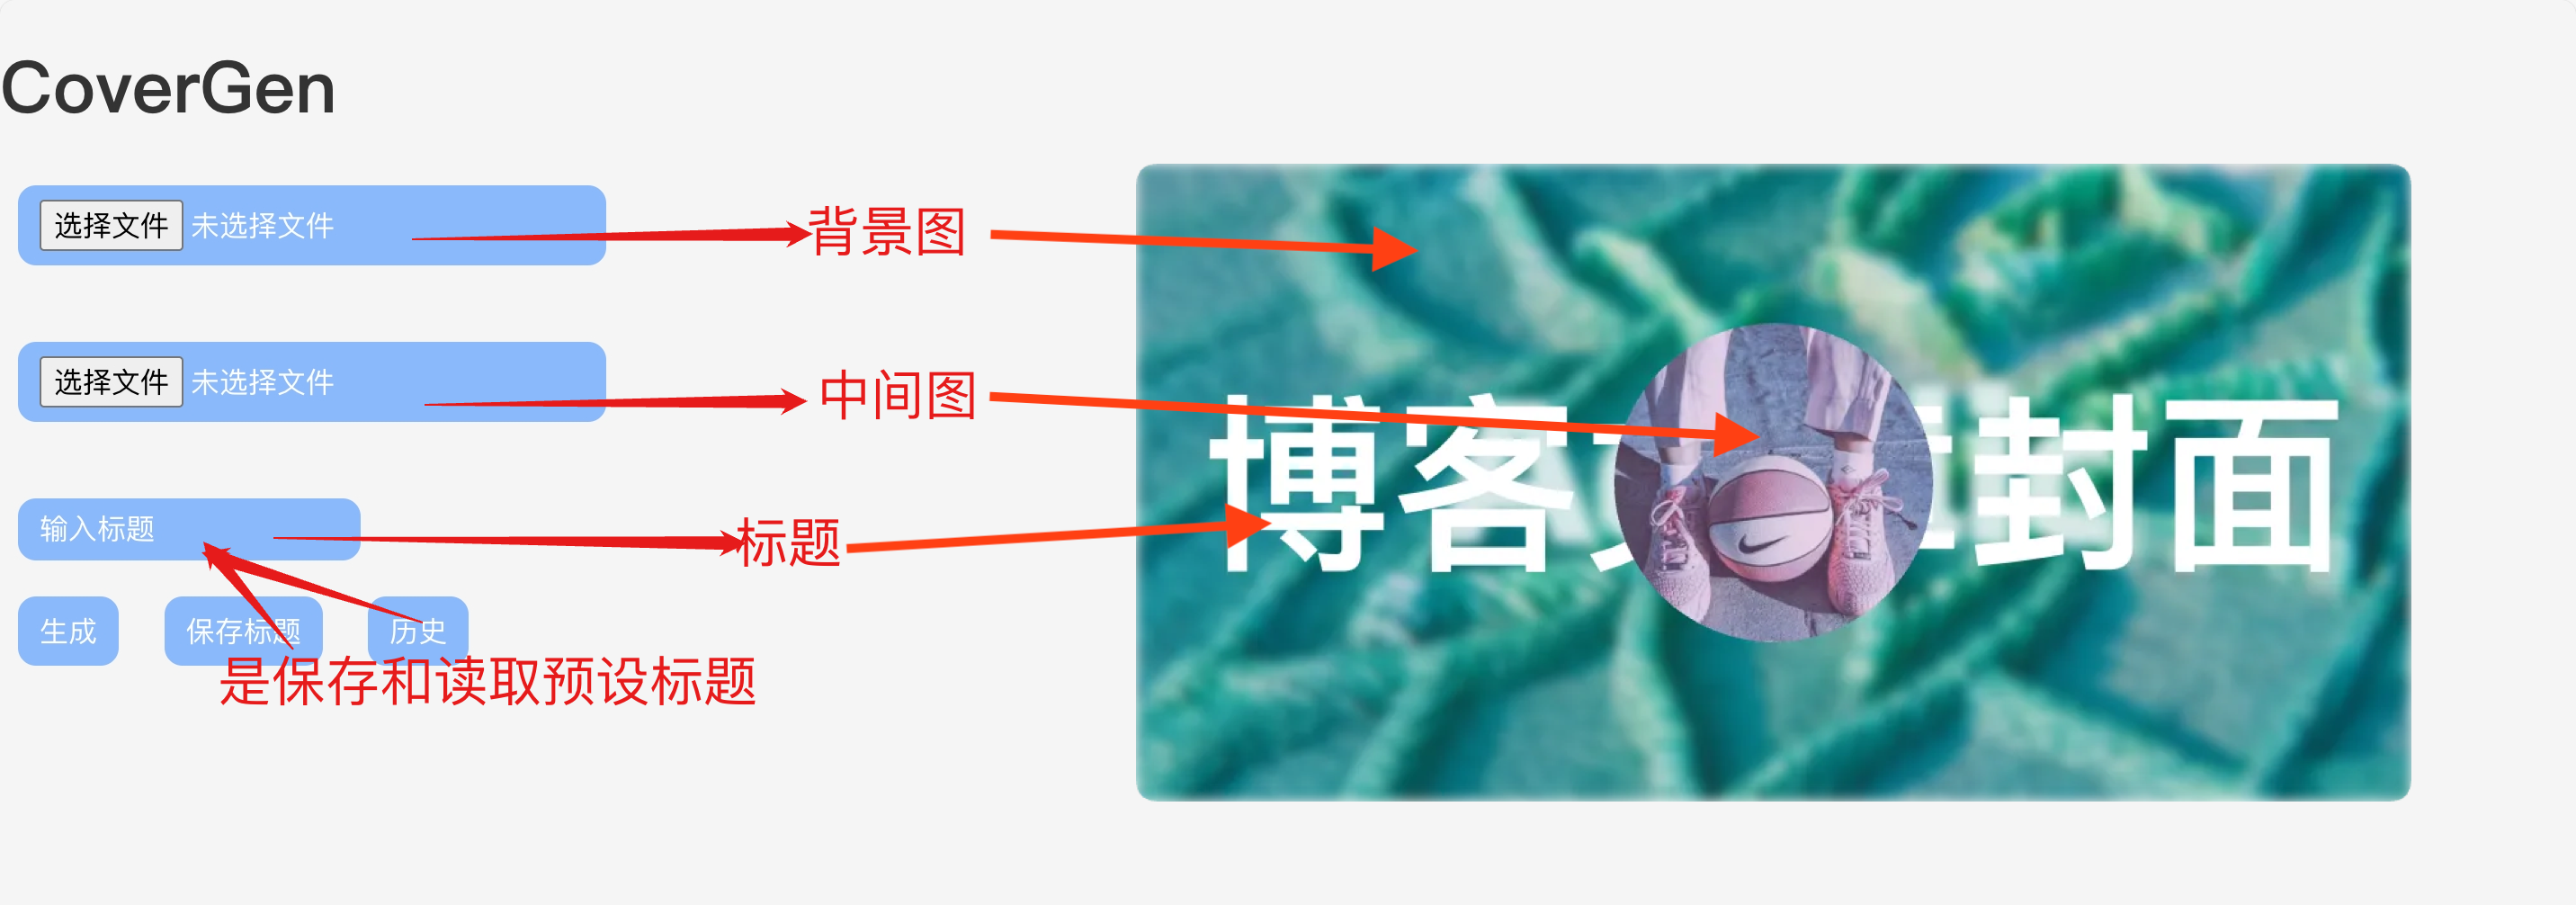 CoverGen
选择文件 未选择文件
背景图
选择文件 未选择文件
中间图
博客文章封面
输入标题
标题
生成
保存标题
历史
是保存和读取预设标题